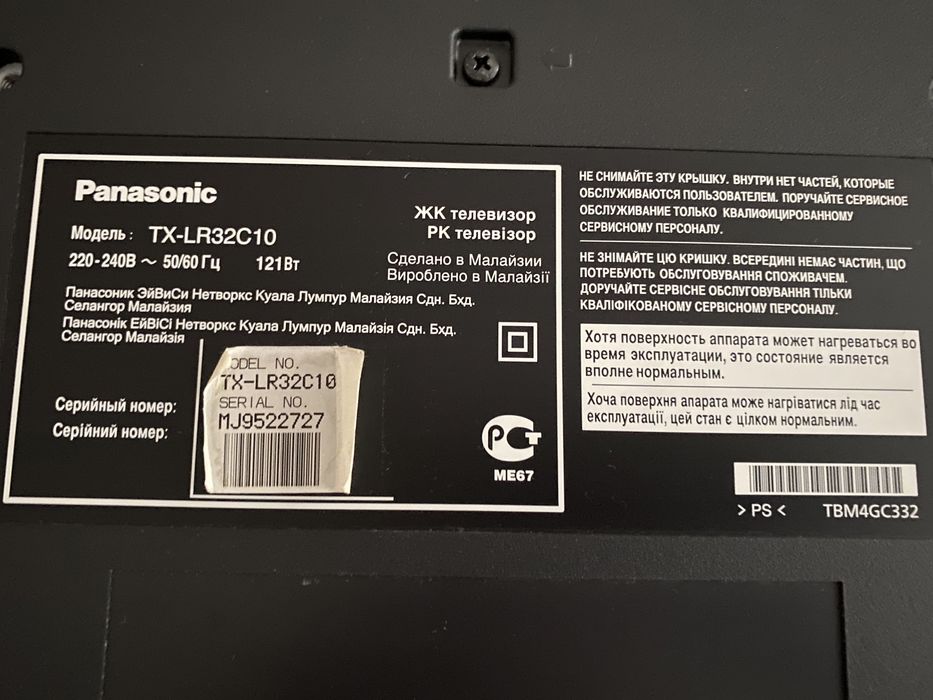 Panasonic
ЖК телевизор
РК телевізор
Модель: TX-LR32C10
220-240В ~ 50/60 Гц 121Вт
Сделано в Малайзии
Вироблено в Малайзії
Панасоник ЭйВиСи Нетворкс Куала Лумпур Малайзия Сдн. Бхд.
Селангор Малайзия
Панасонік ЕйВіСі Нетворкс Куала Лумпур Малайзія Сдн. Бхд.
Селангор Малайзія
ODEL NO.
TX-LR32C10
SERIAL NO.
MJ9522727
Серийный номер:
Серійний номер:
РСТ
ME67
НЕ СНИМАЙТЕ ЭТУ КРЫШКУ. ВНУТРИ НЕТ ЧАСТЕЙ, КОТОРЫЕ
ОБСЛУЖИВАЮТСЯ ПОЛЬЗОВАТЕЛЕМ. ПОРУЧАЙТЕ СЕРВИСНОЕ
ОБСЛУЖИВАНИЕ ТОЛЬКО КВАЛИФИЦИРОВАННОМУ
СЕРВИСНОМУ ПЕРСОНАЛУ.
НЕ ЗНІМАЙТЕ ЦЮ КРИШКУ. ВСЕРЕДИНІ НЕМАЄ ЧАСТИН, ЩО
ПОТРЕБУЮТЬ ОБСЛУГОВУВАННЯ СПОЖИВАЧЕМ.
ДОРУЧАЙТЕ СЕРВІСНЕ ОБСЛУГОВУВАННЯ ТІЛЬКИ
КВАЛІФІКОВАНОМУ СЕРВІСНОМУ ПЕРСОНАЛУ.
Хотя поверхность аппарата может нагреваться во
время эксплуатации, это состояние является
вполне нормальным.
Хоча поверхня апарата може нагріватися лід час
експлуатації, цей стан є цілком нормальним.
> PS < TBM4GC332